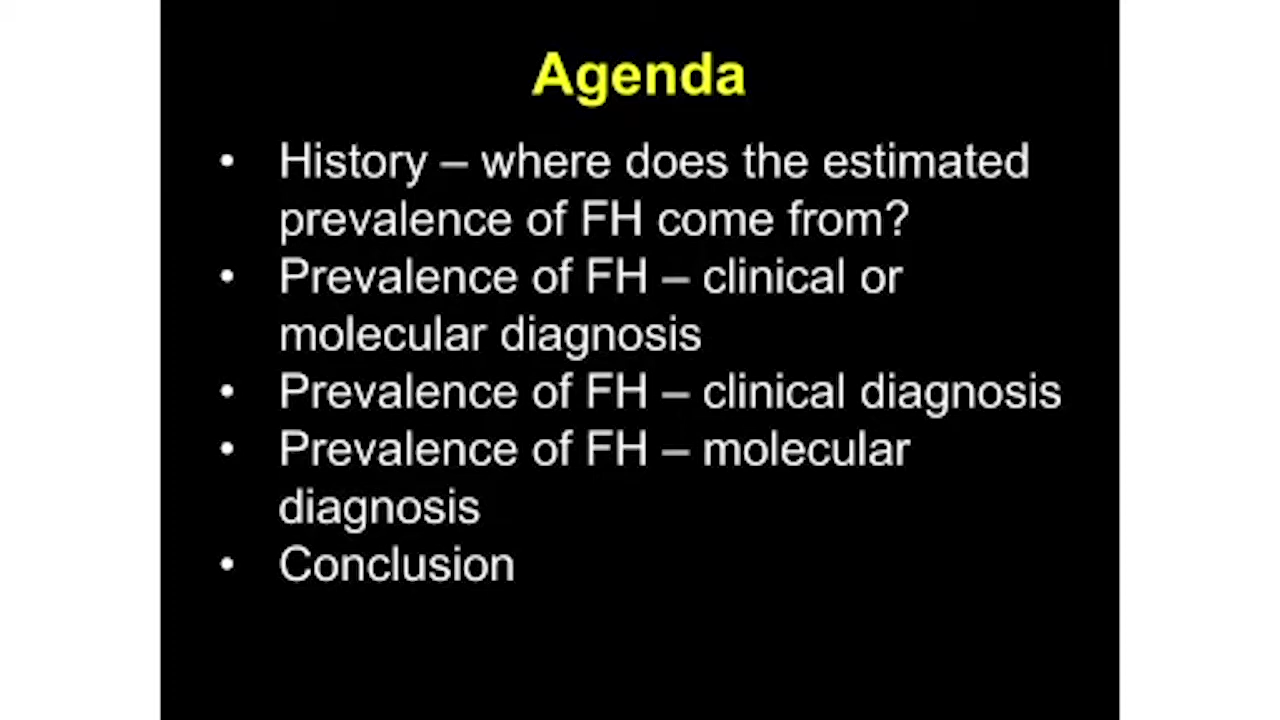 Agenda
• History – where does the estimated
prevalence of FH come from?
• Prevalence of FH – clinical or
molecular diagnosis
• Prevalence of FH – clinical diagnosis
• Prevalence of FH – molecular
diagnosis
• Conclusion